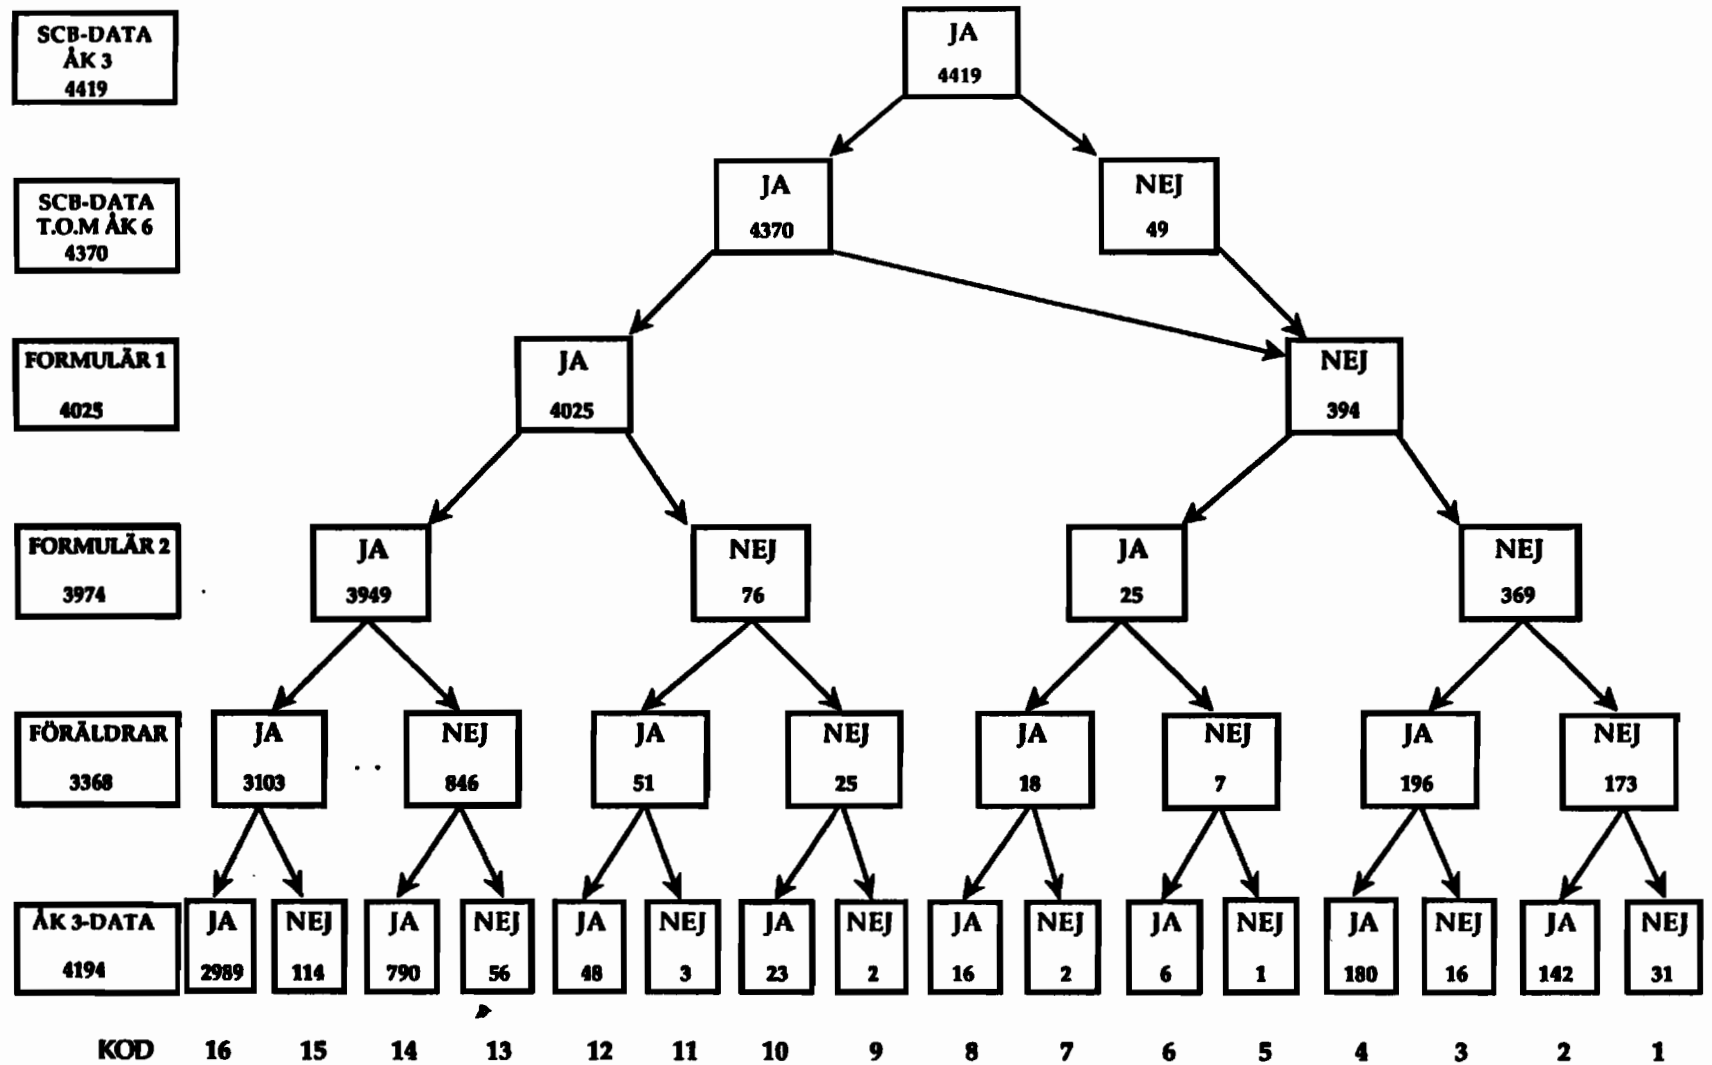 SCB-DATA
ÅK 3
4419
JA
4419
SCB-DATA
T.O.M ÅK 6
4370
JA
4370
NEJ
49
FORMULÄR 1
4025
JA
4025
NEJ
394
FORMULÄR 2
3974
JA
3949
NEJ
76
JA
25
NEJ
369
FÖRÄLDRAR
3368
JA
3103
NEJ
846
JA
51
NEJ
25
JA
18
NEJ
7
JA
196
NEJ
173
ÅK 3-DATA
4194
JA
2989
NEJ
114
JA
790
NEJ
56
JA
48
NEJ
3
JA
23
NEJ
2
JA
16
NEJ
2
JA
6
NEJ
1
JA
180
NEJ
16
JA
142
NEJ
31
KOD 16 15 14 13 12 11 10 9 8 7 6 5 4 3 2 1